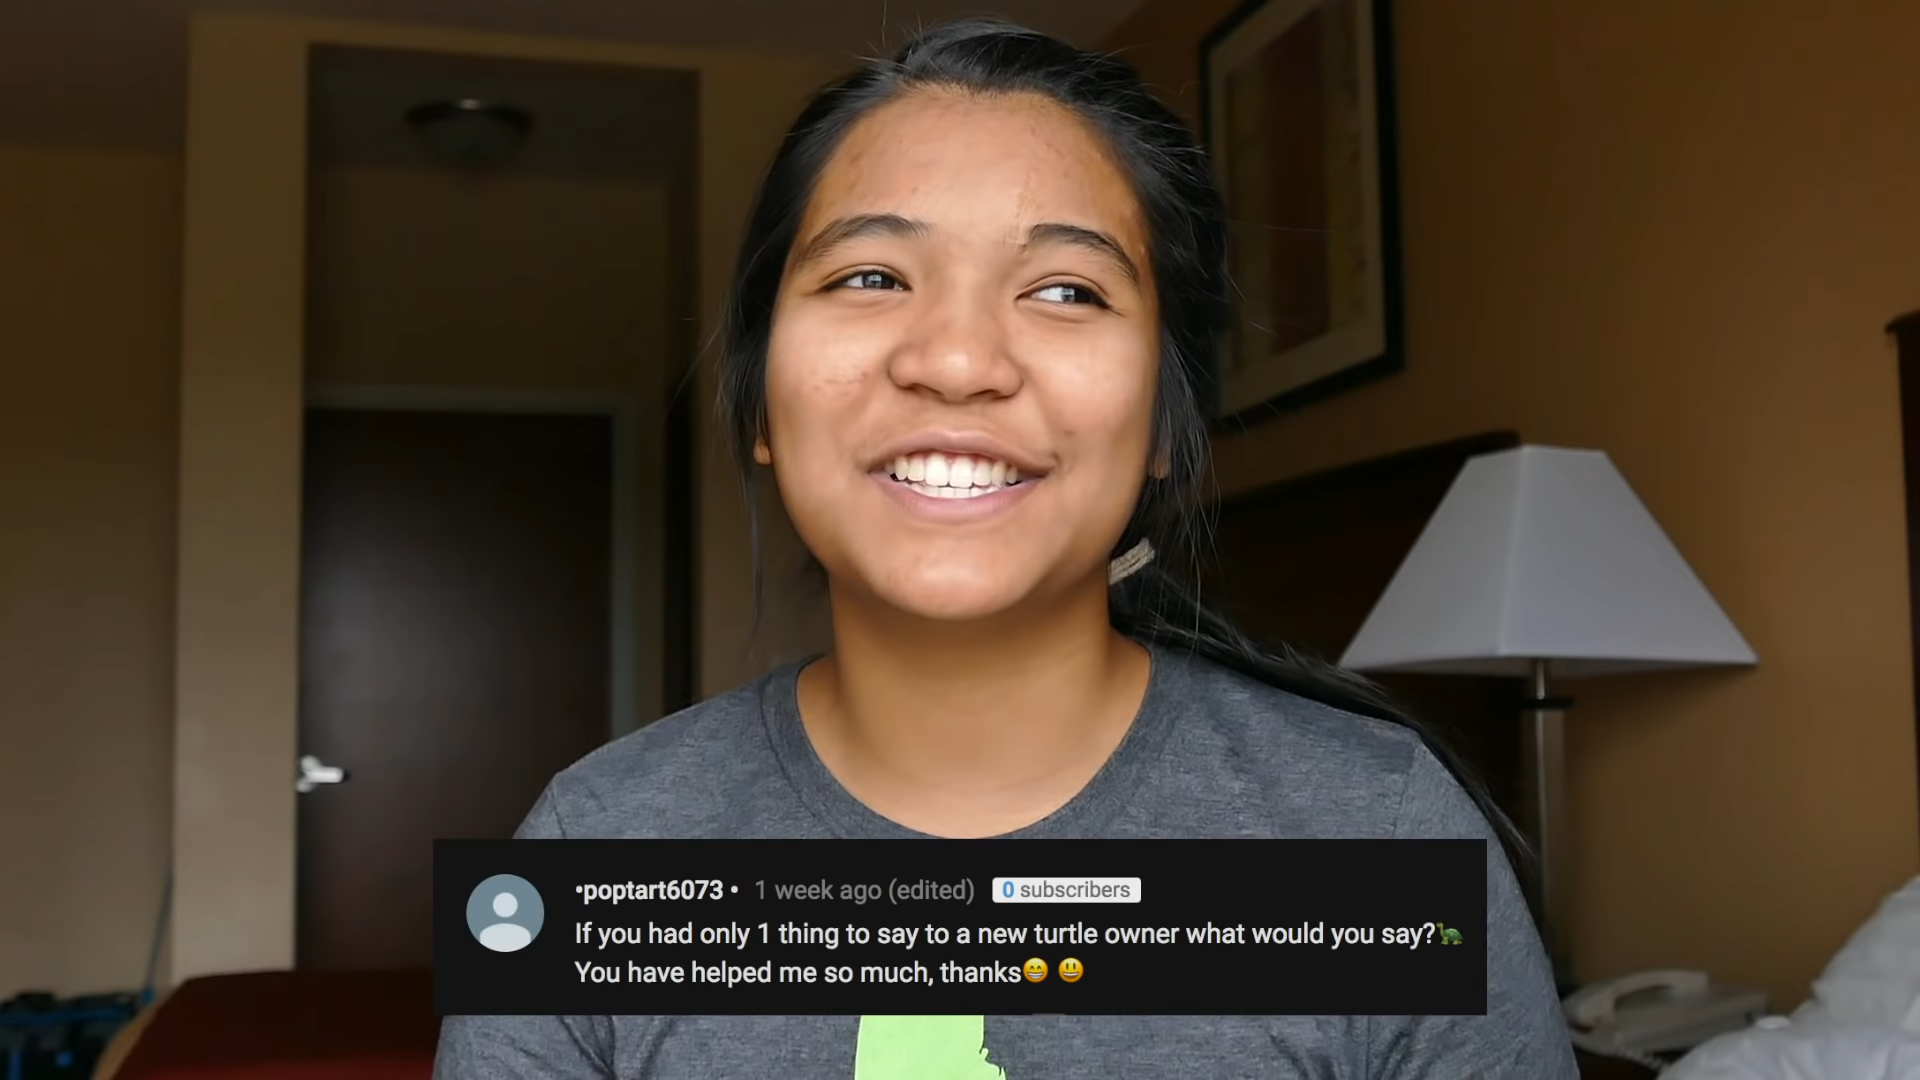 •poptart6073 • 1 week ago (edited) 0 subscribers
If you had only 1 thing to say to a new turtle owner what would you say?🐢
You have helped me so much, thanks😁 😃